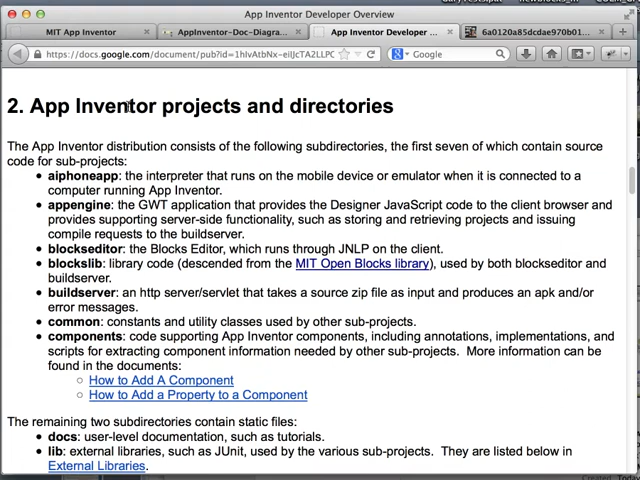 App Inventor Developer Overview
MIT App Inventor
AppInventor-Doc-Diagra...
App Inventor Developer ...
6a0120a85dcdae970b01...
https://docs.google.com/document/pub?id=1hIvAtbNx-eiIJcTA2LLPC
Google
2. App Inventor projects and directories
The App Inventor distribution consists of the following subdirectories, the first seven of which contain source
code for sub-projects:
aiphoneapp: the interpreter that runs on the mobile device or emulator when it is connected to a
computer running App Inventor.
appengine: the GWT application that provides the Designer JavaScript code to the client browser and
provides supporting server-side functionality, such as storing and retrieving projects and issuing
compile requests to the buildserver.
blockseditor: the Blocks Editor, which runs through JNLP on the client.
blockslib: library code (descended from the MIT Open Blocks library), used by both blockseditor and
buildserver.
buildserver: an http server/servlet that takes a source zip file as input and produces an apk and/or
error messages.
common: constants and utility classes used by other sub-projects.
components: code supporting App Inventor components, including annotations, implementations, and
scripts for extracting component information needed by other sub-projects. More information can be
found in the documents:
How to Add A Component
How to Add a Property to a Component
The remaining two subdirectories contain static files:
docs: user-level documentation, such as tutorials.
lib: external libraries, such as JUnit, used by the various sub-projects. They are listed below in
External Libraries.